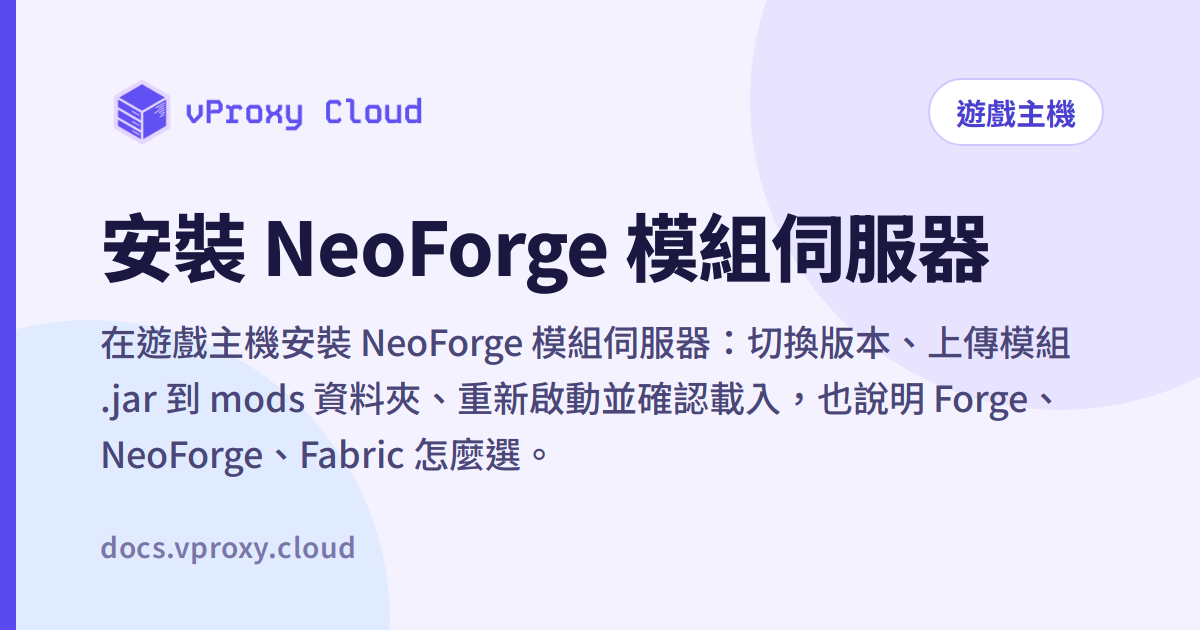 vProxy Cloud
遊戲主機
安裝 NeoForge 模組伺服器
在遊戲主機安裝 NeoForge 模組伺服器：切換版本、上傳模組
.jar 到 mods 資料夾、重新啟動並確認載入，也說明 Forge、
NeoForge、Fabric 怎麼選。
docs.vproxy.cloud